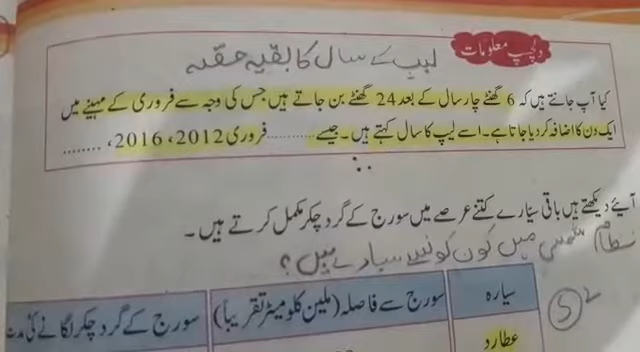 دلچسپ معلومات
لیپ کے سال کا بقیہ حصّہ
کیا آپ جانتے ہیں کہ 6 گھنٹے چار سال کے بعد 24 گھنٹے بن جاتے ہیں جس کی وجہ سے فروری کے مہینے میں
ایک دن کا اضافہ کر دیا جاتا ہے۔ اسے لیپ کا سال کہتے ہیں۔ جیسے ............ فروری 2012، 2016، ........
آیئے دیکھتے ہیں باقی سیّارے کتنے عرصے میں سورج کے گرد چکر مکمل کرتے ہیں۔
نظام شمسی میں کون کونسے سیارے ہیں؟
سیارہ سورج سے فاصلہ (ملین کلومیٹر تقریباً) سورج کے گرد چکر لگانے کی مدت
عطارد